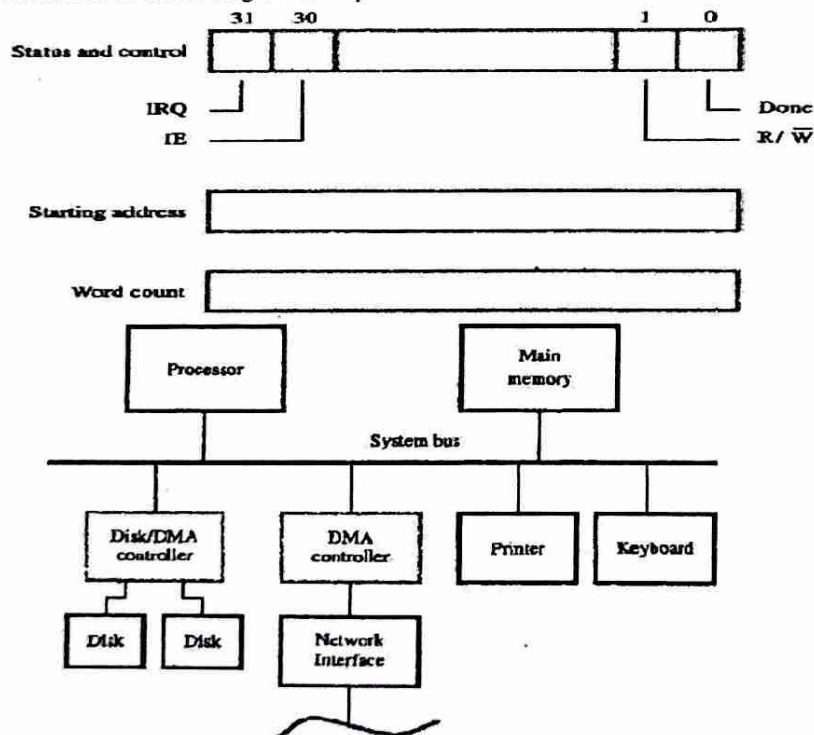 31 30 1 0
Status and control
IRQ Done
IE R/ W̅
Starting address
Word count
Processor
Main
memory
System bus
Disk/DMA
controller
DMA
controller
Printer
Keyboard
Disk
Disk
Network
Interface